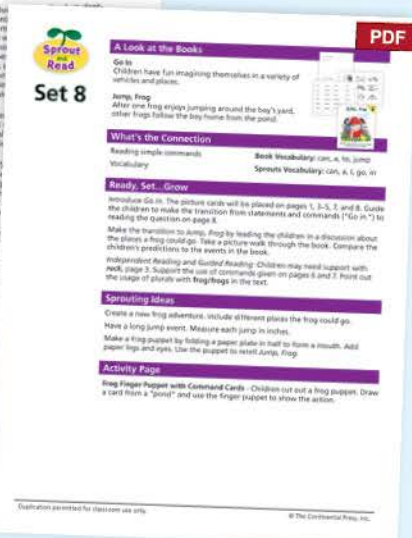 PDF
Sprout
and
Read
Set 8
A Look at the Books
Go In
Children have fun imagining themselves in a variety of
vehicles and places.
Jump, Frog
After one frog enjoys jumping around the boy's yard,
other frogs follow the boy home from the pond.
What's the Connection
Reading simple commands
Vocabulary
Book Vocabulary: can, a, to, jump
Sprouts Vocabulary: can, a, I, go, in
Ready, Set...Grow
Introduce Go In. The picture cards will be placed on pages 1, 3–5, 7, and 8. Guide
the children to make the transition from statements and commands ("Go in.") to
reading the question on page 8.
Make the transition to Jump, Frog by leading the children in a discussion about
the places a frog could go. Take a picture walk through the book. Compare the
children's predictions to the events in the book.
Independent Reading and Guided Reading: Children may need support with
rock, page 3. Support the use of commands given on pages 6 and 7. Point out
the usage of plurals with frog/frogs in the text.
Sprouting Ideas
Create a new frog adventure. Include different places the frog could go.
Have a long jump event. Measure each jump in inches.
Make a frog puppet by folding a paper plate in half to form a mouth. Add
paper legs and eyes. Use the puppet to retell Jump, Frog.
Activity Page
Frog Finger Puppet with Command Cards - Children cut out a frog puppet. Draw
a card from a "pond" and use the finger puppet to show the action.
Duplication permitted for classroom use only.
© The Continental Press, Inc.